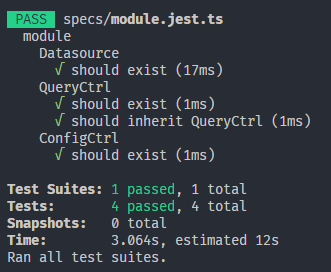 PASS specs/module.jest.ts
module
Datasource
√ should exist (17ms)
QueryCtrl
√ should exist (1ms)
√ should inherit QueryCtrl (1ms)
ConfigCtrl
√ should exist (1ms)
Test Suites: 1 passed, 1 total
Tests: 4 passed, 4 total
Snapshots: 0 total
Time: 3.064s, estimated 12s
Ran all test suites.